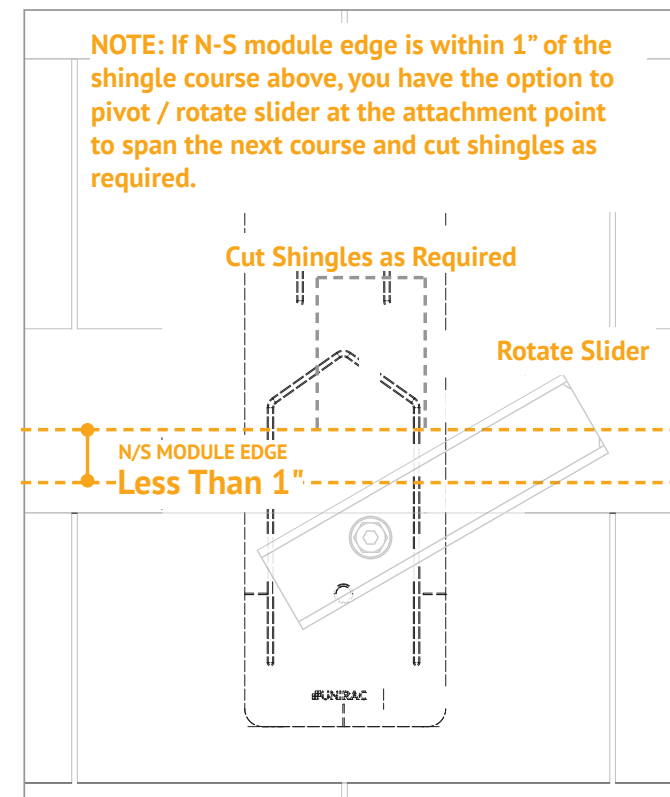 NOTE: If N-S module edge is within 1” of the
shingle course above, you have the option to
pivot / rotate slider at the attachment point
to span the next course and cut shingles as
required.
Cut Shingles as Required
Rotate Slider
N/S MODULE EDGE
Less Than 1"
UNIRAC